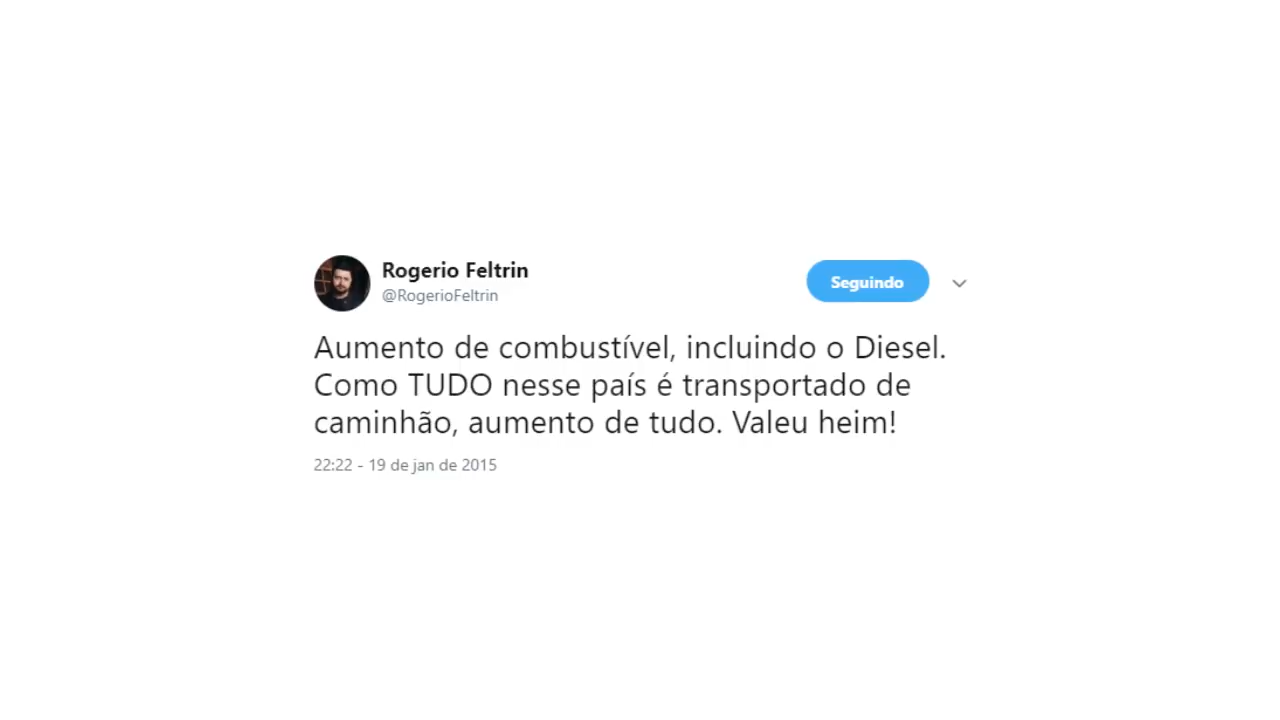 Rogerio Feltrin
@RogerioFeltrin
Seguindo
Aumento de combustível, incluindo o Diesel.
Como TUDO nesse país é transportado de
caminhão, aumento de tudo. Valeu heim!
22:22 - 19 de jan de 2015